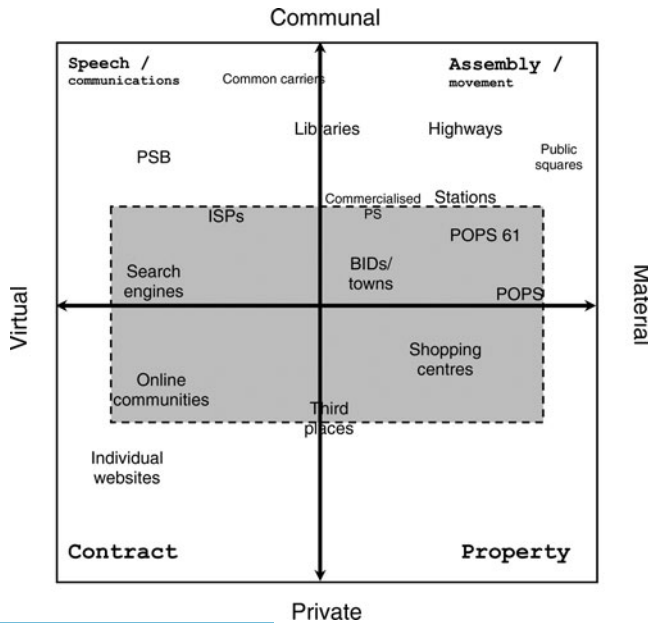 Communal
Speech /
communications
Common carriers
Assembly /
movement
Libraries
Highways
PSB
Public
squares
Commercialised
PS
Stations
ISPs
POPS 61
BIDs/
towns
Search
engines
POPS
Virtual
Material
Shopping
centres
Online
communities
Third
places
Individual
websites
Contract
Property
Private